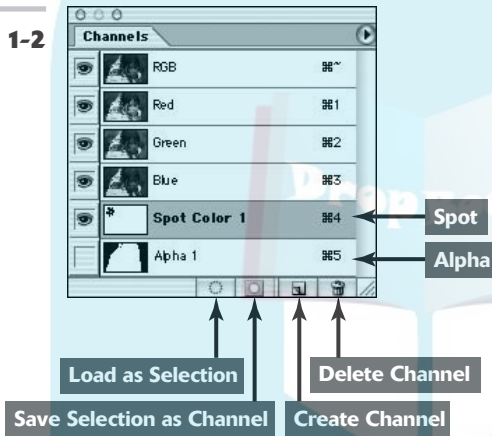 1-2
Channels
RGB ⌘~
Red ⌘1
Green ⌘2
Blue ⌘3
Spot Color 1 ⌘4
Spot
Alpha 1 ⌘5
Alpha
Load as Selection
Delete Channel
Save Selection as Channel
Create Channel